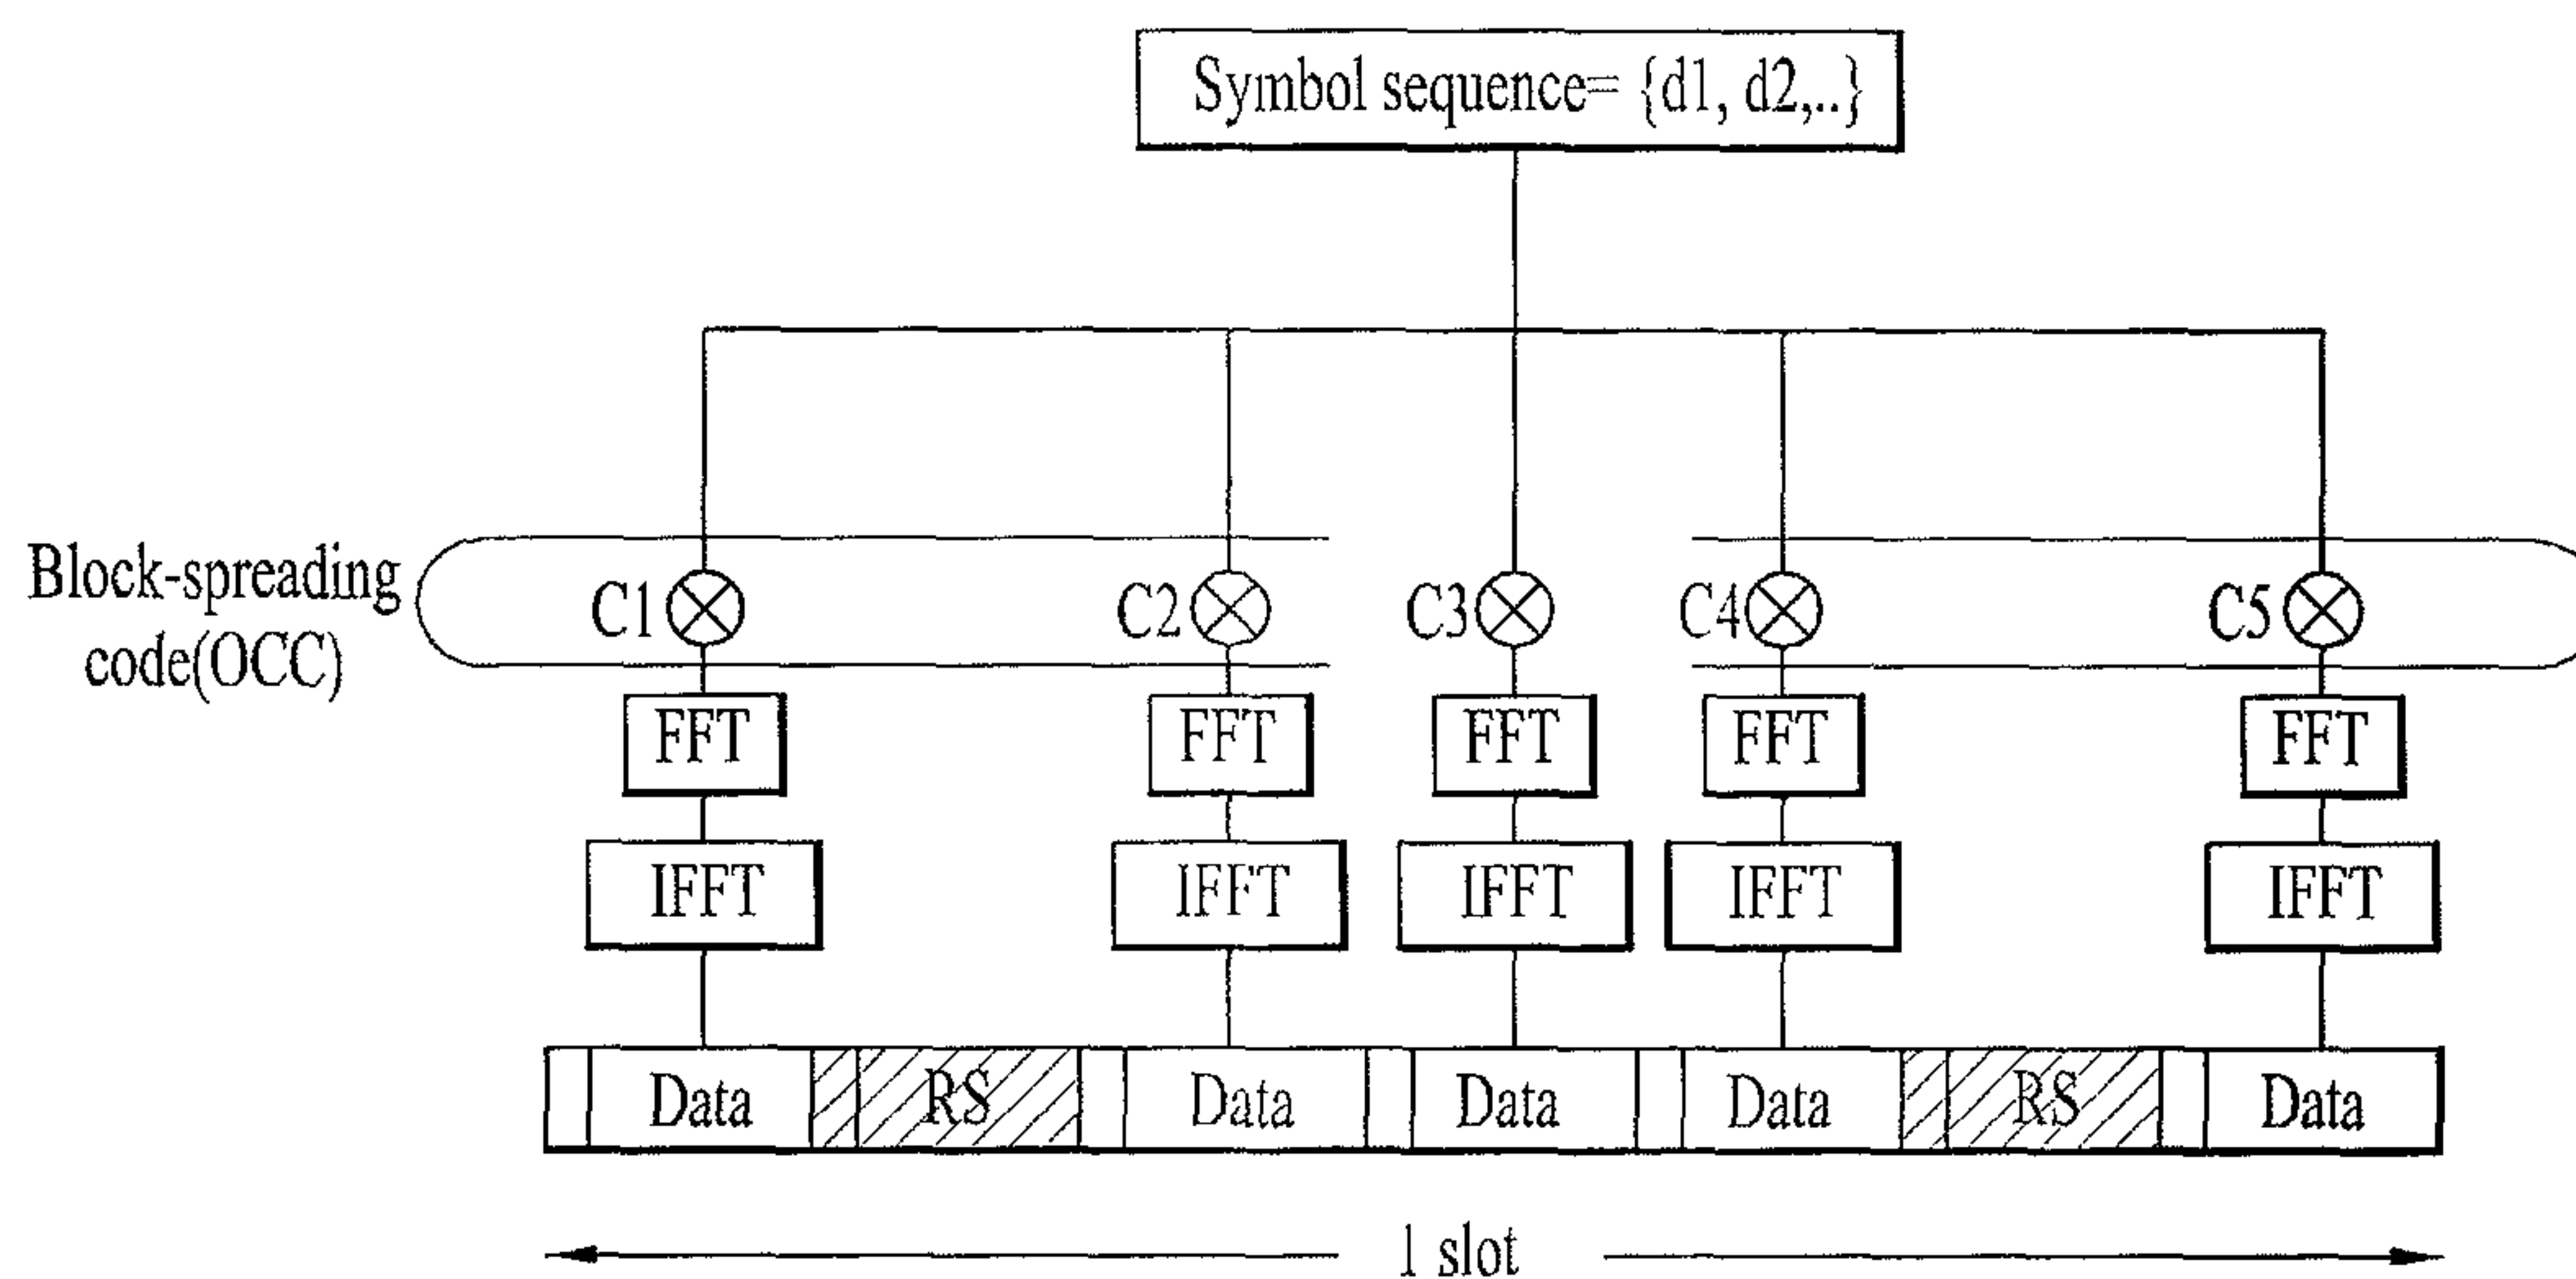 Symbol sequence= {d1, d2,..}
Block-spreading
code(OCC)
C1 C2 C3 C4 C5
FFT FFT FFT FFT FFT
IFFT IFFT IFFT IFFT IFFT
Data RS Data Data Data RS Data
1 slot